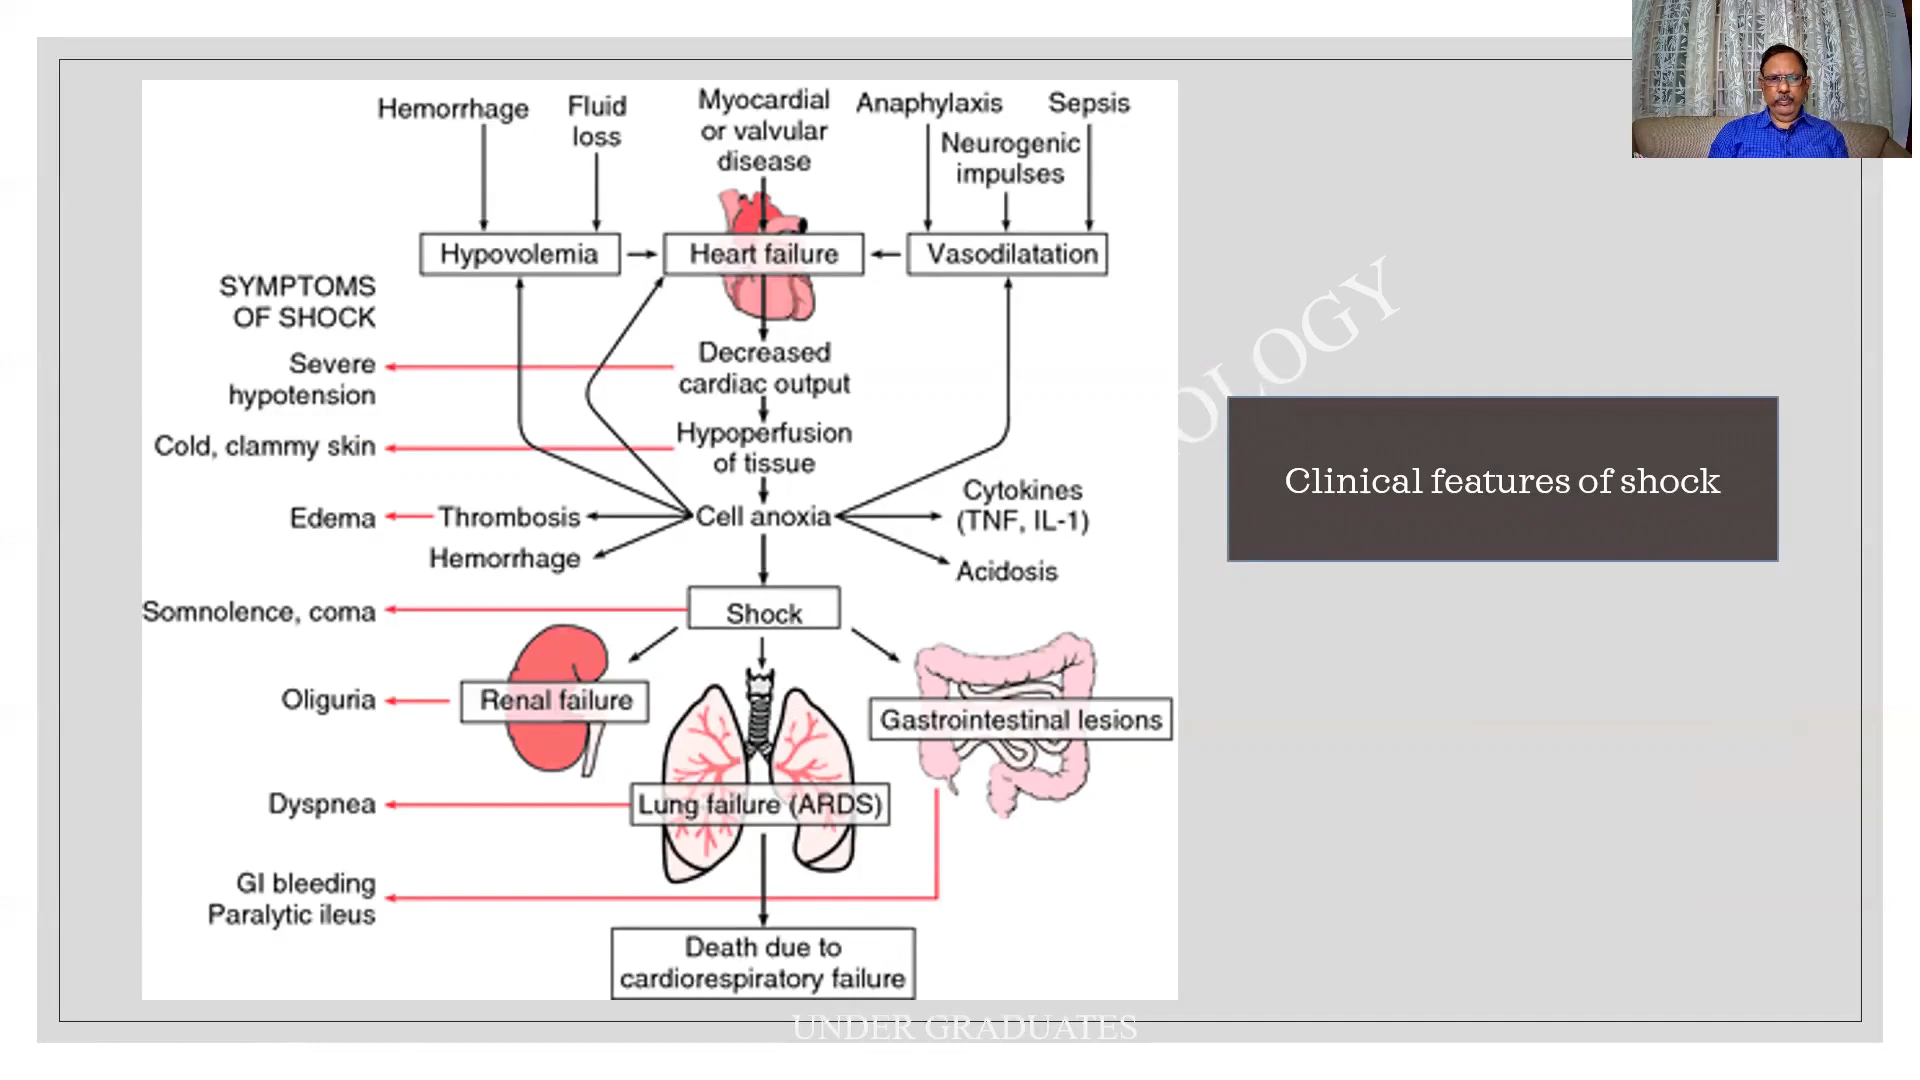 Hemorrhage
Fluid
loss
Myocardial
or valvular
disease
Anaphylaxis
Sepsis
Neurogenic
impulses
Hypovolemia
Heart failure
Vasodilatation
SYMPTOMS
OF SHOCK
Severe
hypotension
Decreased
cardiac output
Cold, clammy skin
Hypoperfusion
of tissue
Edema
Thrombosis
Cell anoxia
Cytokines
(TNF, IL-1)
Hemorrhage
Acidosis
Somnolence, coma
Shock
Oliguria
Renal failure
Gastrointestinal lesions
Dyspnea
Lung failure (ARDS)
GI bleeding
Paralytic ileus
Death due to
cardiorespiratory failure
Clinical features of shock
UNDER GRADUATES